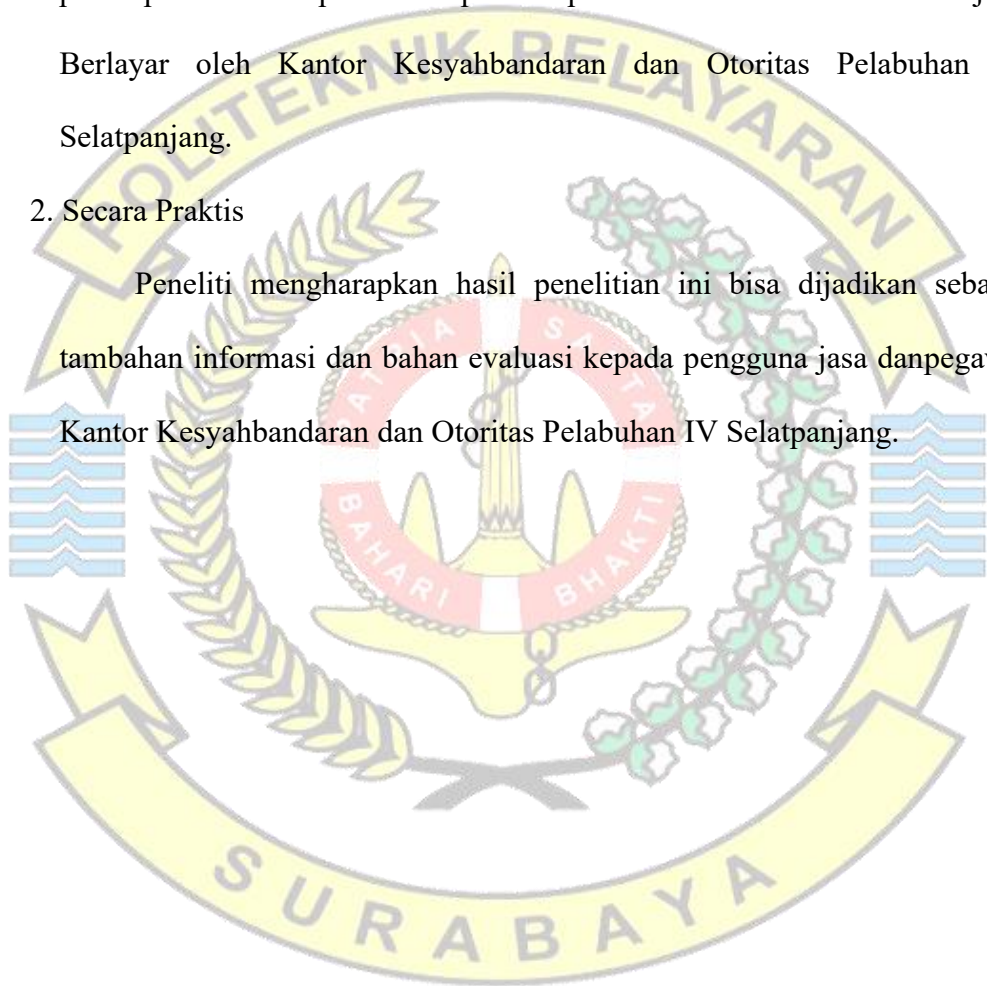 Berlayar oleh Kantor Kesyahbandaran dan Otoritas Pelabuhan
Selatpanjang.
2. Secara Praktis
Peneliti mengharapkan hasil penelitian ini bisa dijadikan
tambahan informasi dan bahan evaluasi kepada pengguna jasa
Kantor Kesyahbandaran dan Otoritas Pelabuhan IV Selatpanjang.
POLITEKNIK PELAYARAN
SATRIA SAKTA
BAHARI BHAKTI
SURABAYA